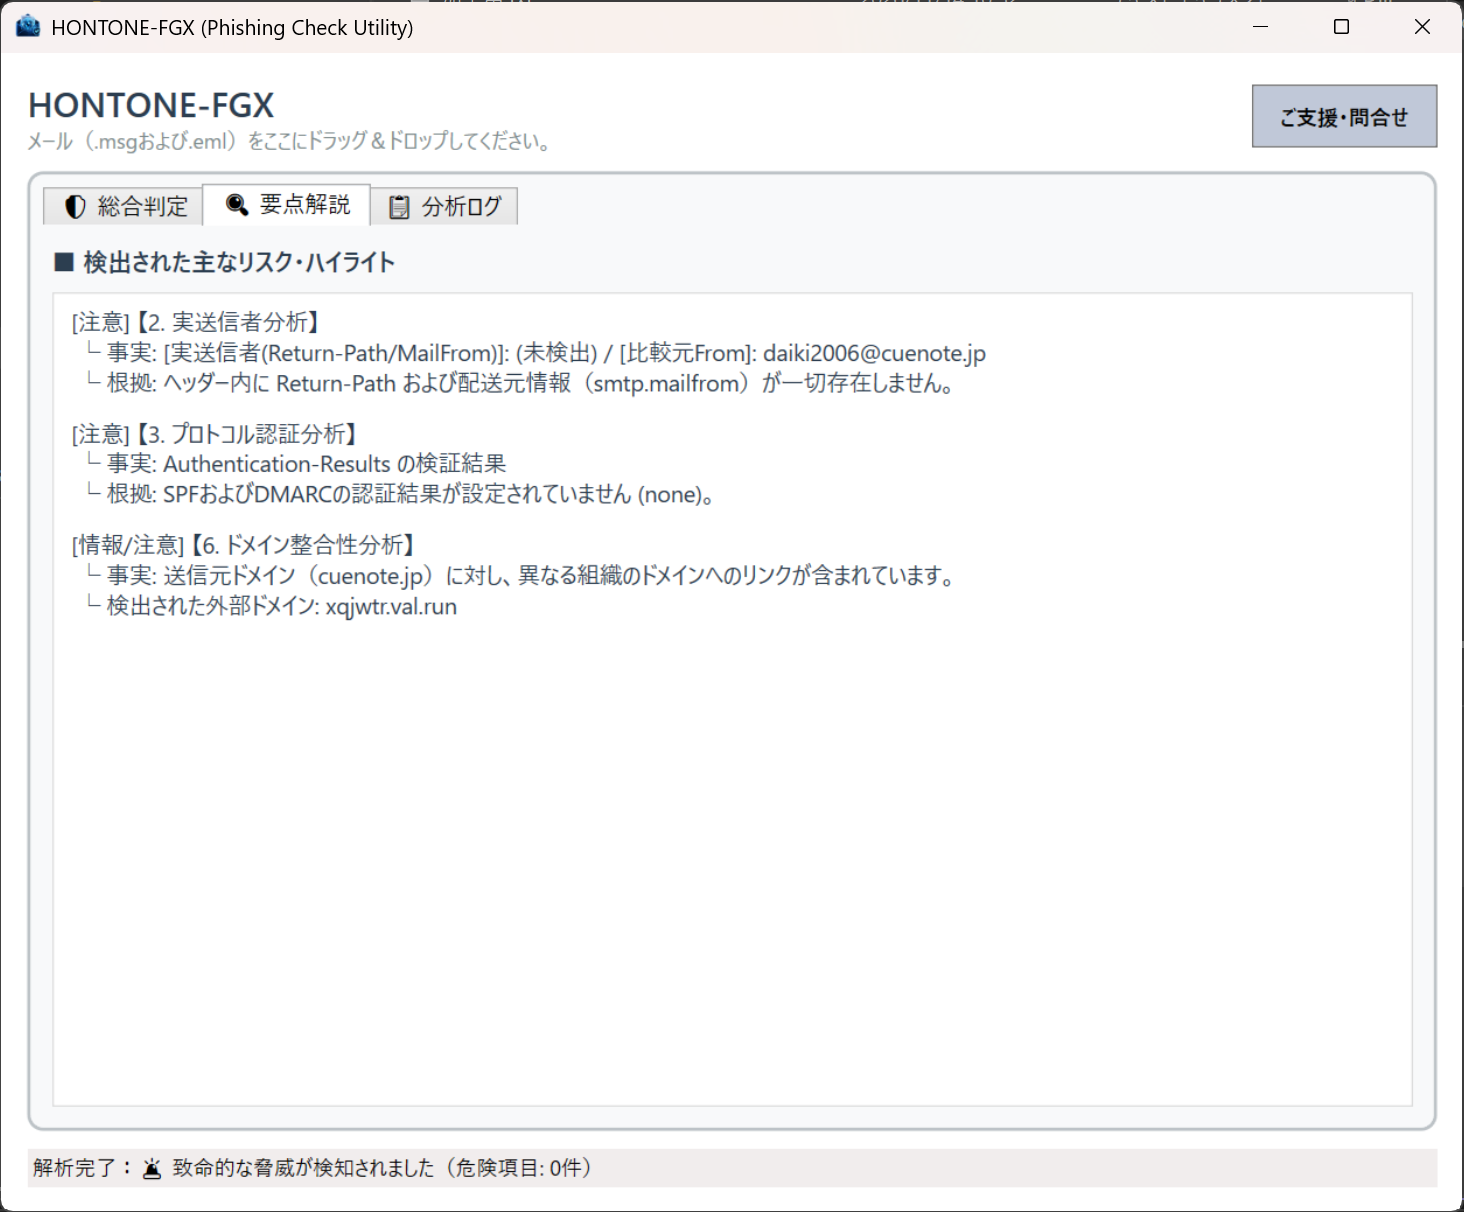 HONTONE-FGX (Phishing Check Utility)
HONTONE-FGX
メール（.msgおよび.eml）をここにドラッグ＆ドロップしてください。
ご支援・問合せ
総合判定
要点解説
分析ログ
■ 検出された主なリスク・ハイライト
[注意]【2. 実送信者分析】
└ 事実: [実送信者(Return-Path/MailFrom)]: (未検出) / [比較元From]: daiki2006@cuenote.jp
└ 根拠: ヘッダー内に Return-Path および配送元情報（smtp.mailfrom）が一切存在しません。
[注意]【3. プロトコル認証分析】
└ 事実: Authentication-Results の検証結果
└ 根拠: SPFおよびDMARCの認証結果が設定されていません (none)。
[情報/注意]【6. ドメイン整合性分析】
└ 事実: 送信元ドメイン（cuenote.jp）に対し、異なる組織のドメインへのリンクが含まれています。
└ 検出された外部ドメイン: xqjwtr.val.run
解析完了： 致命的な脅威が検知されました（危険項目: 0件）